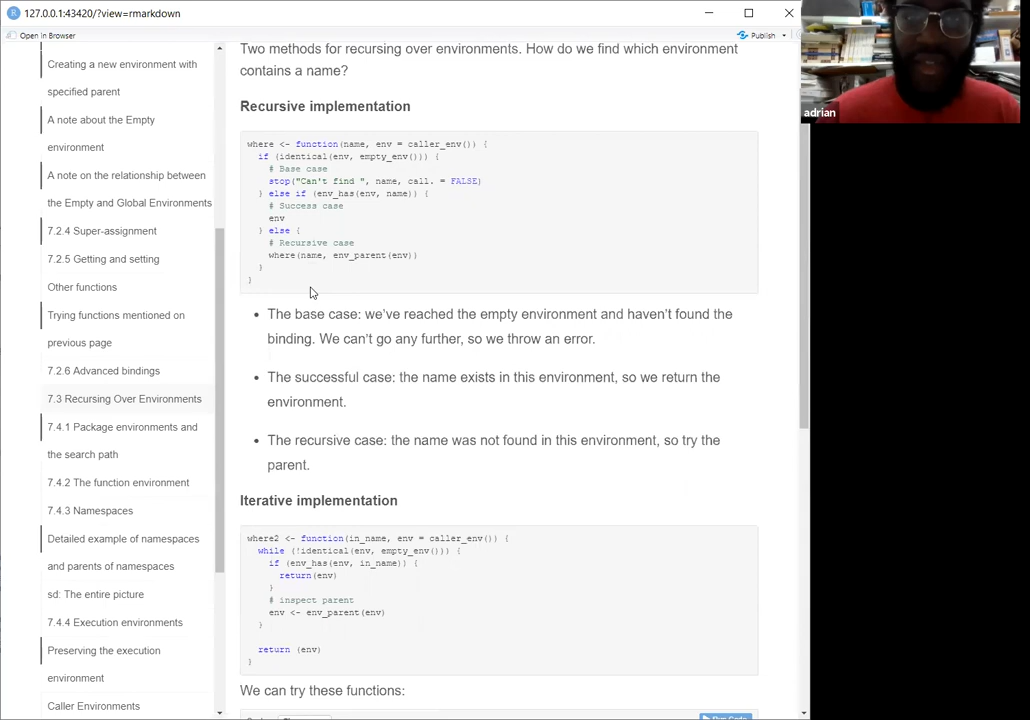 127.0.0.1:43420/?view=rmarkdown
Open in Browser
Publish
adrian
Creating a new environment with
specified parent
A note about the Empty
environment
A note on the relationship between
the Empty and Global Environments
7.2.4 Super-assignment
7.2.5 Getting and setting
Other functions
Trying functions mentioned on
previous page
7.2.6 Advanced bindings
7.3 Recursing Over Environments
7.4.1 Package environments and
the search path
7.4.2 The function environment
7.4.3 Namespaces
Detailed example of namespaces
and parents of namespaces
sd: The entire picture
7.4.4 Execution environments
Preserving the execution
environment
Caller Environments
Two methods for recursing over environments. How do we find which environment
contains a name?
Recursive implementation
where <- function(name, env = caller_env()) {
  if (identical(env, empty_env())) {
    # Base case
    stop("Can't find ", name, call. = FALSE)
  } else if (env_has(env, name)) {
    # Success case
    env
  } else {
    # Recursive case
    where(name, env_parent(env))
  }
}
• The base case: we've reached the empty environment and haven't found the
binding. We can't go any further, so we throw an error.
• The successful case: the name exists in this environment, so we return the
environment.
• The recursive case: the name was not found in this environment, so try the
parent.
Iterative implementation
where2 <- function(in_name, env = caller_env()) {
  while (!identical(env, empty_env())) {
    if (env_has(env, in_name)) {
      return(env)
    }
    # inspect parent
    env <- env_parent(env)
  }
  return (env)
}
We can try these functions:
Run Code